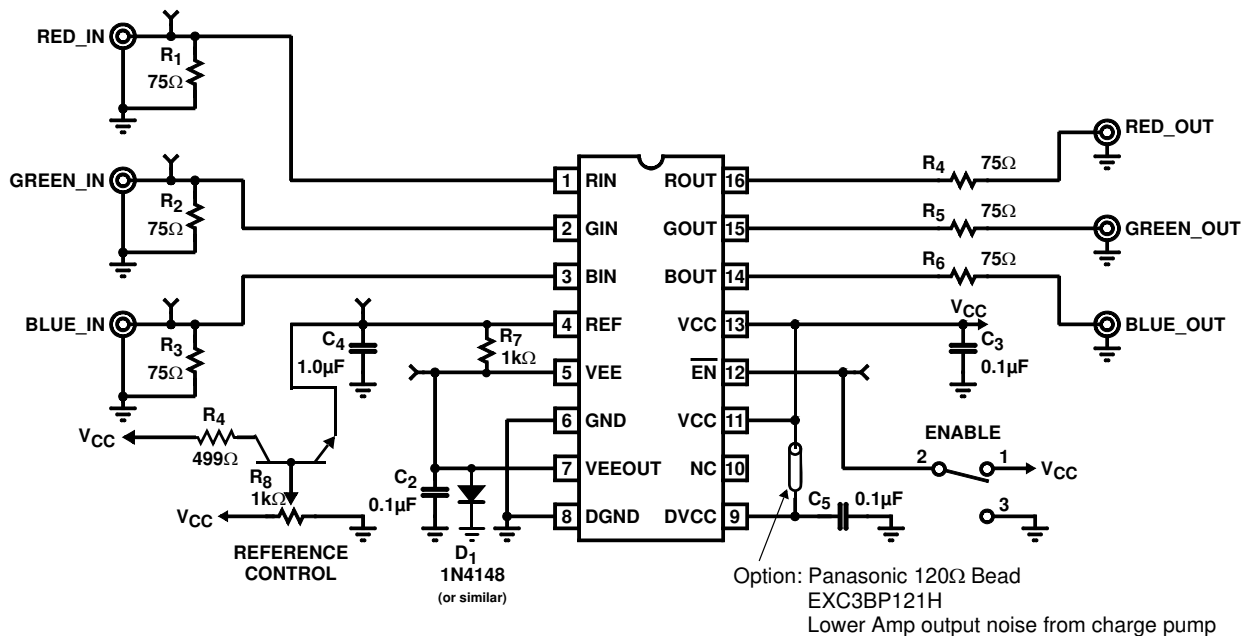 RED_IN
R1
75Ω
GREEN_IN
R2
75Ω
BLUE_IN
R3
75Ω
RED_OUT
R4 75Ω
GREEN_OUT
R5 75Ω
BLUE_OUT
R6 75Ω
1 RIN
2 GIN
3 BIN
4 REF
5 VEE
6 GND
7 VEEOUT
8 DGND
ROUT 16
GOUT 15
BOUT 14
VCC 13
EN 12
VCC 11
NC 10
DVCC 9
C4
1.0µF
R7
1kΩ
VCC
R4
499Ω
R8
1kΩ
VCC
REFERENCE
CONTROL
C2
0.1µF
D1
1N4148
(or similar)
VCC
C3
0.1µF
ENABLE
2 1
VCC
3
C5 0.1µF
Option: Panasonic 120Ω Bead
EXC3BP121H
Lower Amp output noise from charge pump